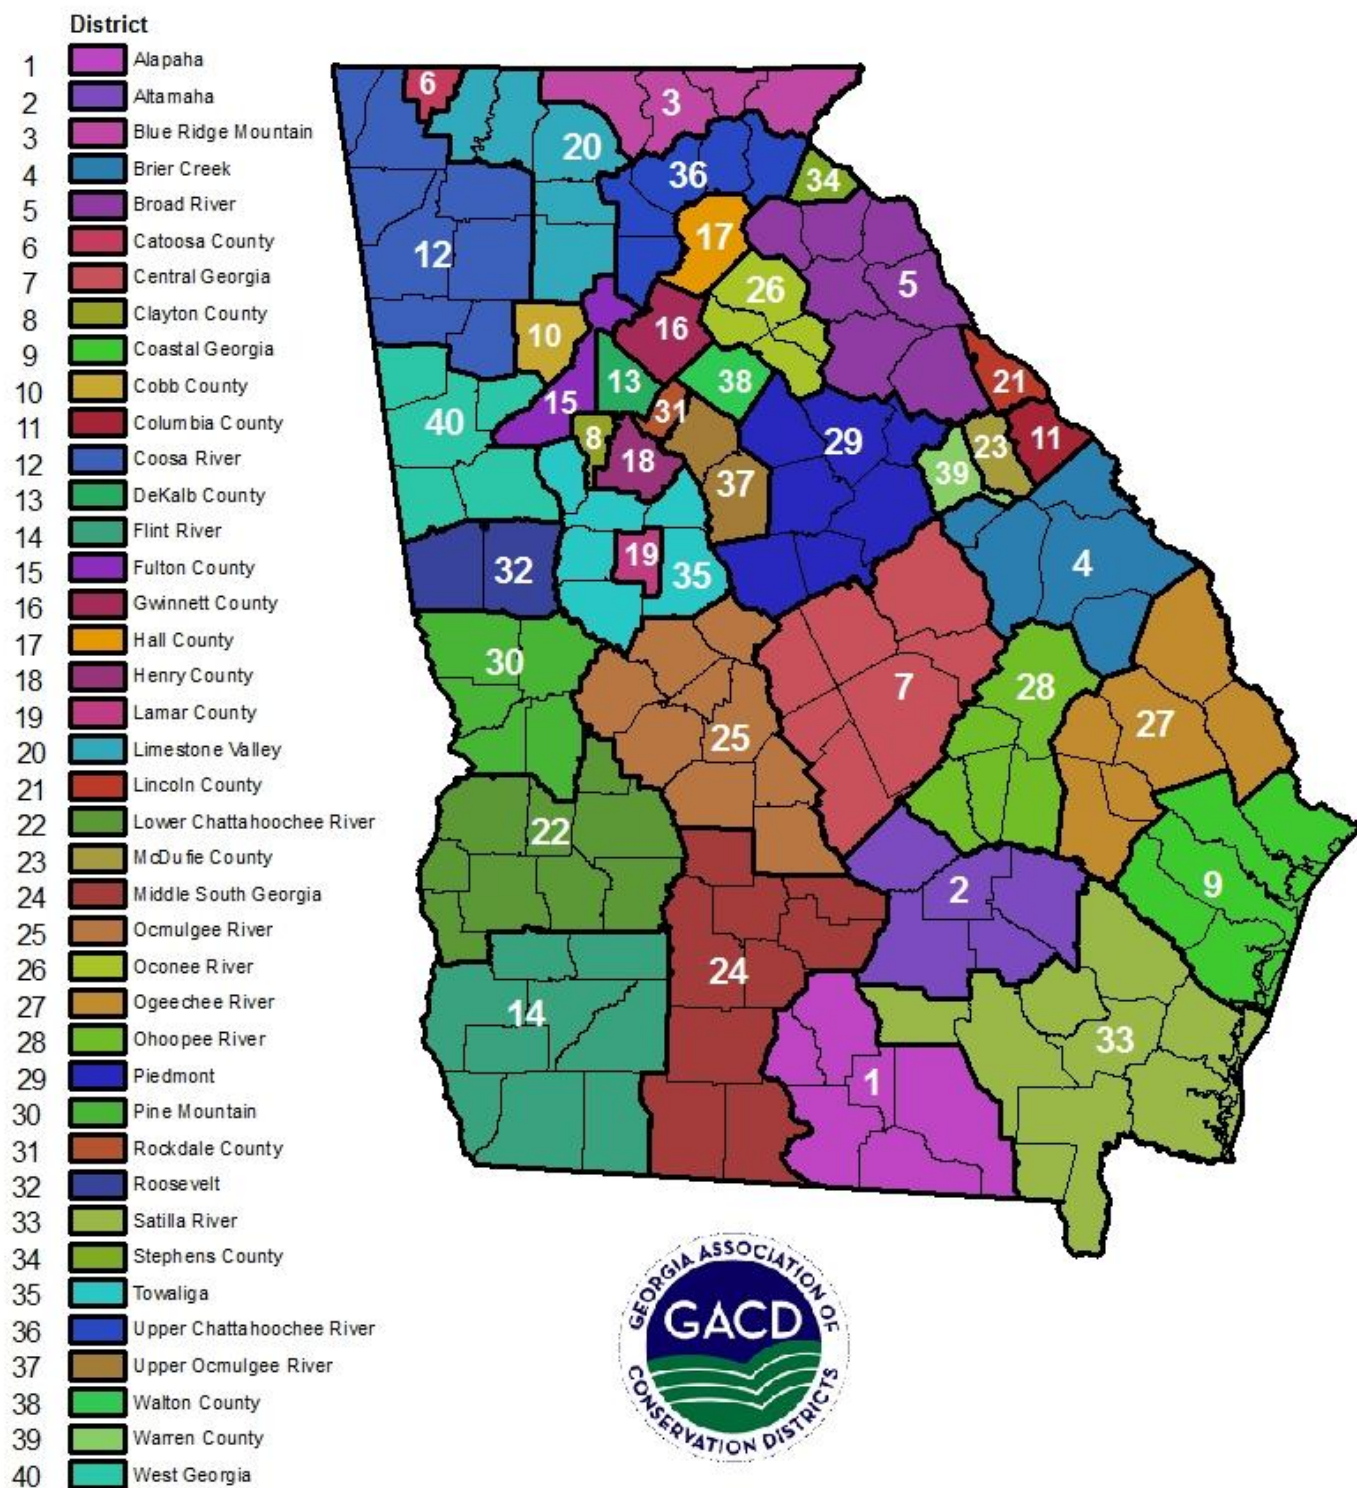 District
1 Alapaha
2 Altamaha
3 Blue Ridge Mountain
4 Brier Creek
5 Broad River
6 Catoosa County
7 Central Georgia
8 Clayton County
9 Coastal Georgia
10 Cobb County
11 Columbia County
12 Coosa River
13 DeKalb County
14 Flint River
15 Fulton County
16 Gwinnett County
17 Hall County
18 Henry County
19 Lamar County
20 Limestone Valley
21 Lincoln County
22 Lower Chattahoochee River
23 McDufie County
24 Middle South Georgia
25 Ocmulgee River
26 Oconee River
27 Ogeechee River
28 Ohoopee River
29 Piedmont
30 Pine Mountain
31 Rockdale County
32 Roosevelt
33 Satilla River
34 Stephens County
35 Towaliga
36 Upper Chattahoochee River
37 Upper Ocmulgee River
38 Walton County
39 Warren County
40 West Georgia
6
3
20
36
34
17
12
5
26
10
16
13
38
21
15
31
40
8
29
23
11
18
39
37
19
35
32
4
30
7
28
25
27
22
2
9
24
14
33
1
GEORGIA ASSOCIATION OF
GACD
CONSERVATION DISTRICTS